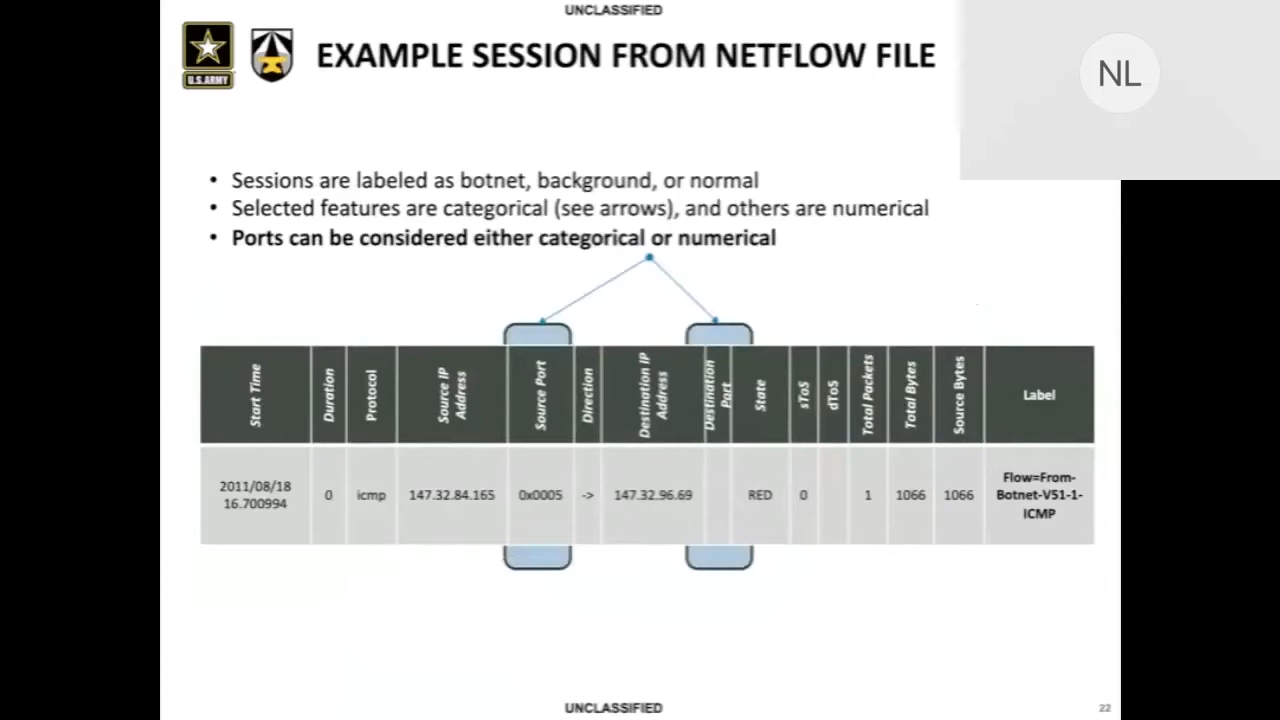 UNCLASSIFIED
U.S.ARMY
EXAMPLE SESSION FROM NETFLOW FILE
NL
• Sessions are labeled as botnet, background, or normal
• Selected features are categorical (see arrows), and others are numerical
• Ports can be considered either categorical or numerical
Start Time
Duration
Protocol
Source IP
Address
Source Port
Direction
Destination IP
Address
Destination
Port
State
sToS
dToS
Total Packets
Total Bytes
Source Bytes
Label
2011/08/18
16.700994
0
icmp
147.32.84.165
0x0005
->
147.32.96.69
RED
0
1
1066
1066
Flow=From-
Botnet-V51-1-
ICMP
UNCLASSIFIED
22